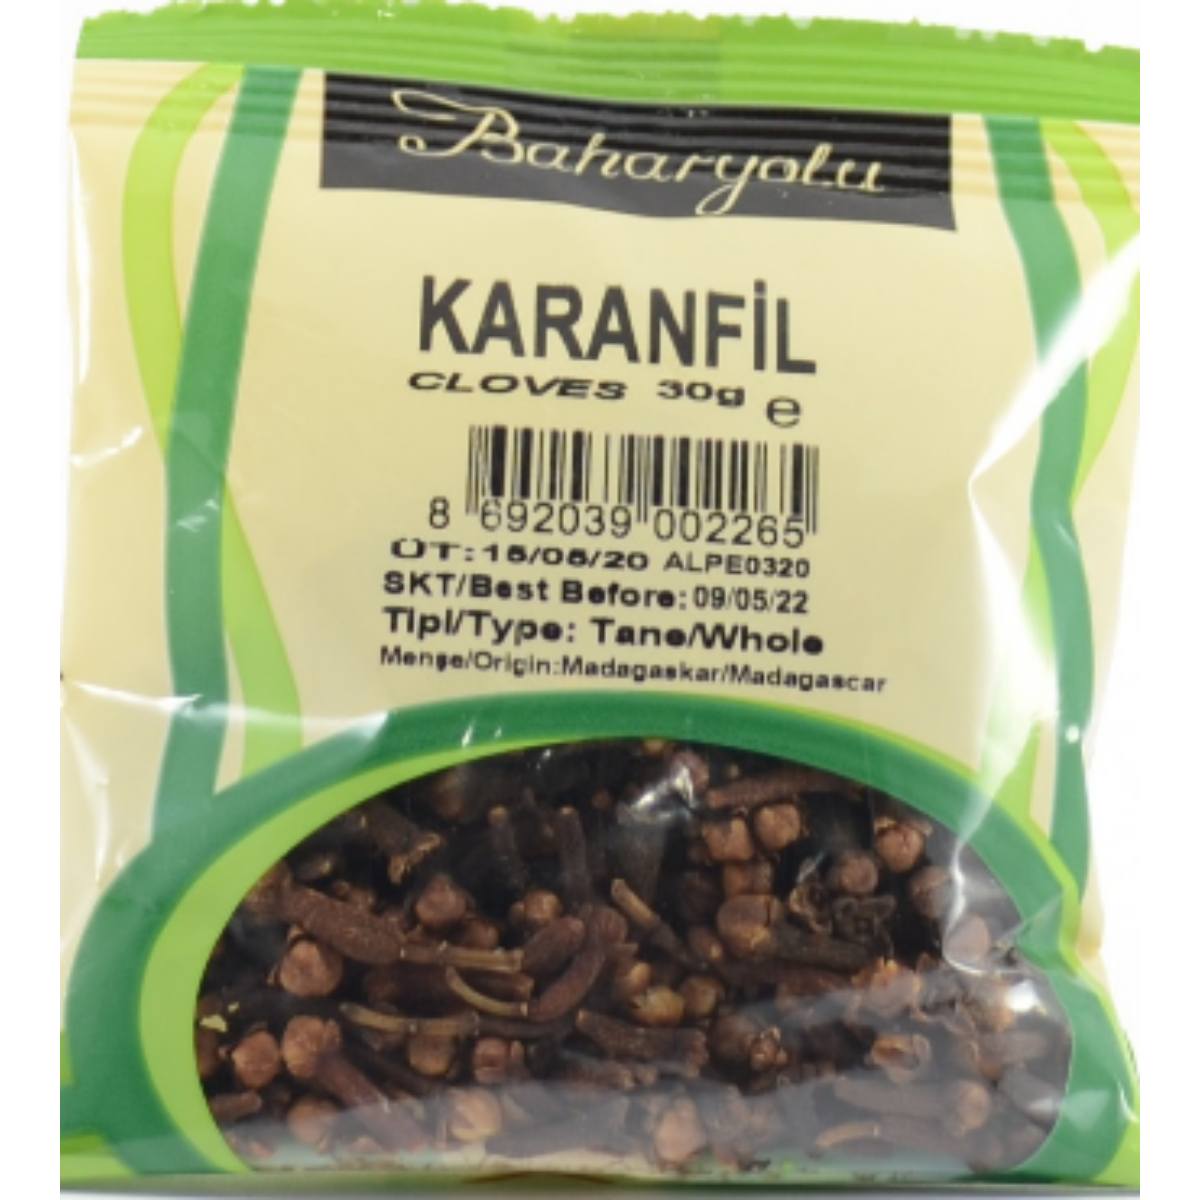 Baharyolu
KARANFİL
CLOVES 30g e
8 692039 002265
ÜT: 15/05/20 ALPE0320
SKT/Best Before: 09/05/22
Tipi/Type: Tane/Whole
Menşe/Origin:Madagaskar/Madagascar